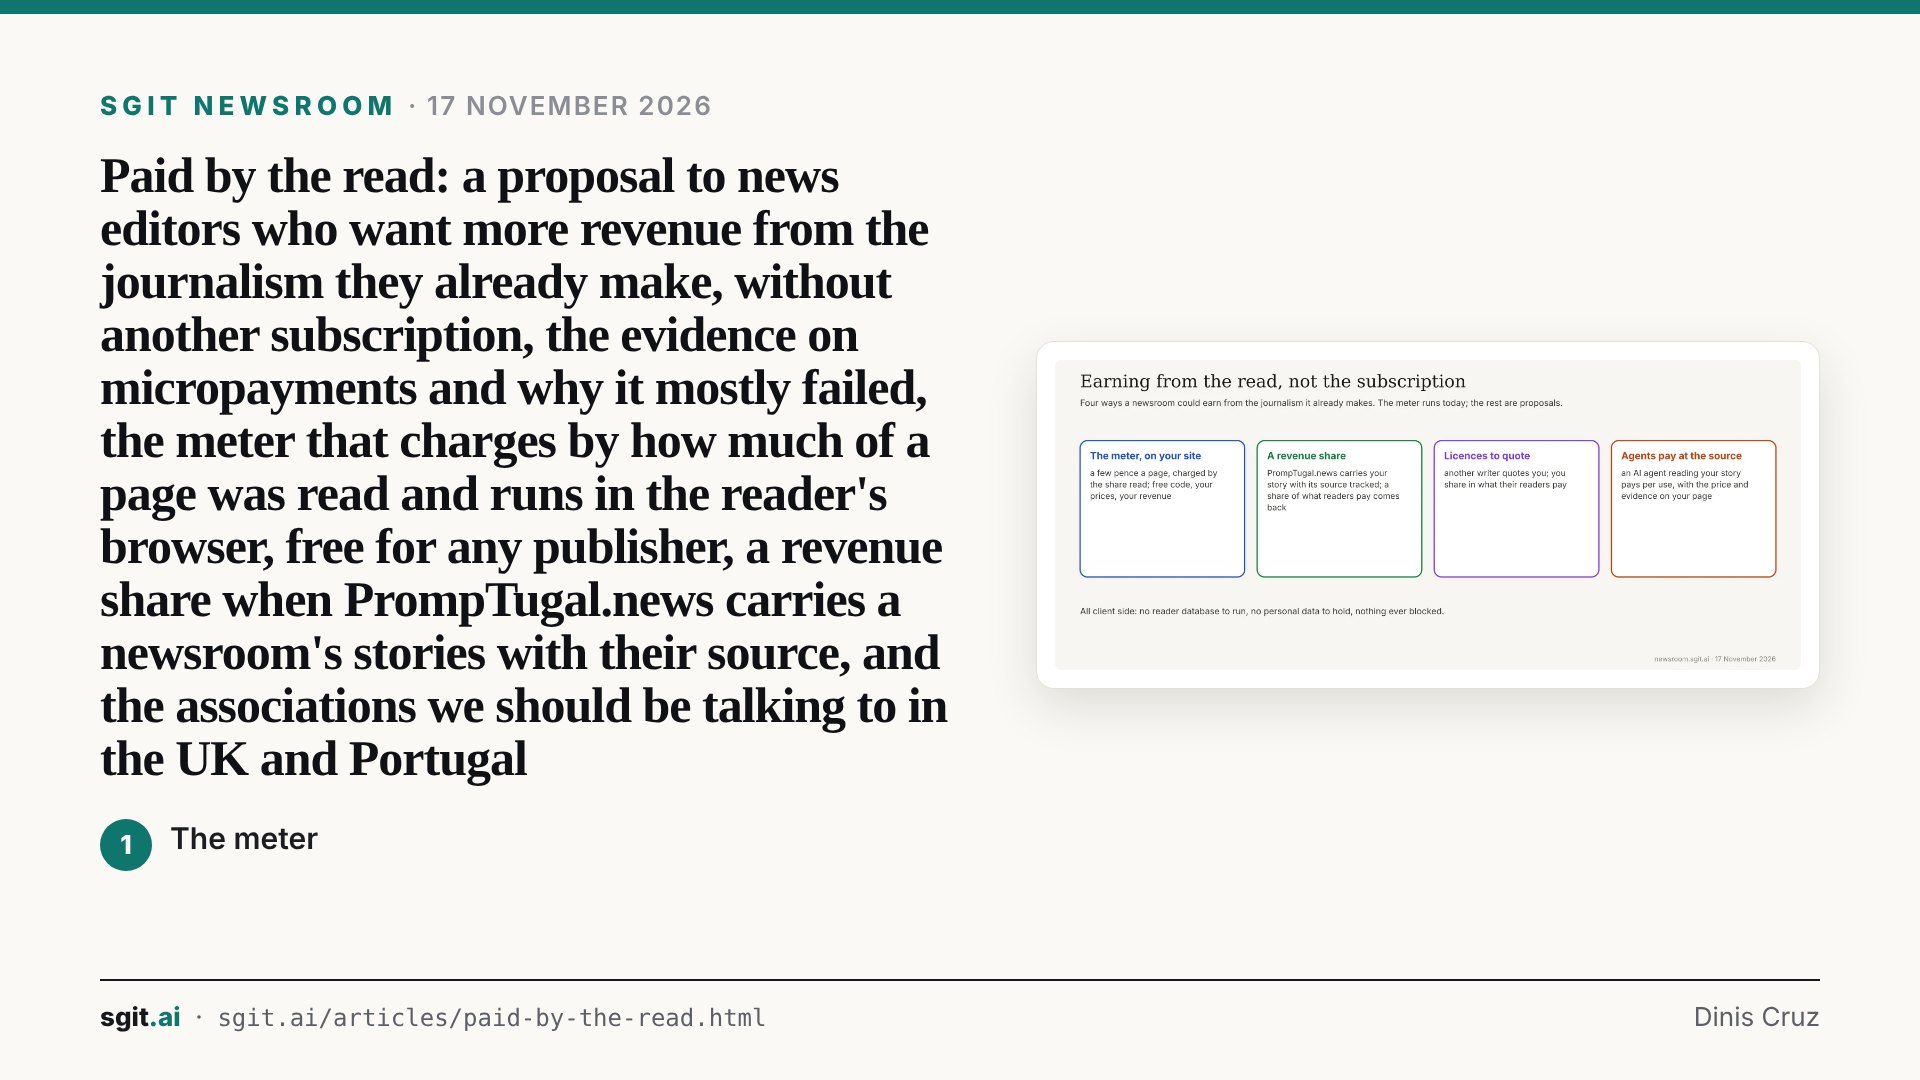 SGIT NEWSROOM · 17 NOVEMBER 2026
Paid by the read: a proposal to news
editors who want more revenue from the
journalism they already make, without
another subscription, the evidence on
micropayments and why it mostly failed,
the meter that charges by how much of a
page was read and runs in the reader's
browser, free for any publisher, a revenue
share when PrompTugal.news carries a
newsroom's stories with their source, and
the associations we should be talking to in
the UK and Portugal
1 The meter
Earning from the read, not the subscription
Four ways a newsroom could earn from the journalism it already makes. The meter runs today; the rest are proposals.
The meter, on your site
a few pence a page, charged by
the share read; free code, your
prices, your revenue
A revenue share
PrompTugal.news carries your
story with its source tracked; a
share of what readers pay comes
back
Licences to quote
another writer quotes you; you
share in what their readers pay
Agents pay at the source
an AI agent reading your story
pays per use, with the price and
evidence on your page
All client side: no reader database to run, no personal data to hold, nothing ever blocked.
newsroom.sgit.ai · 17 November 2026
sgit.ai · sgit.ai/articles/paid-by-the-read.html
Dinis Cruz